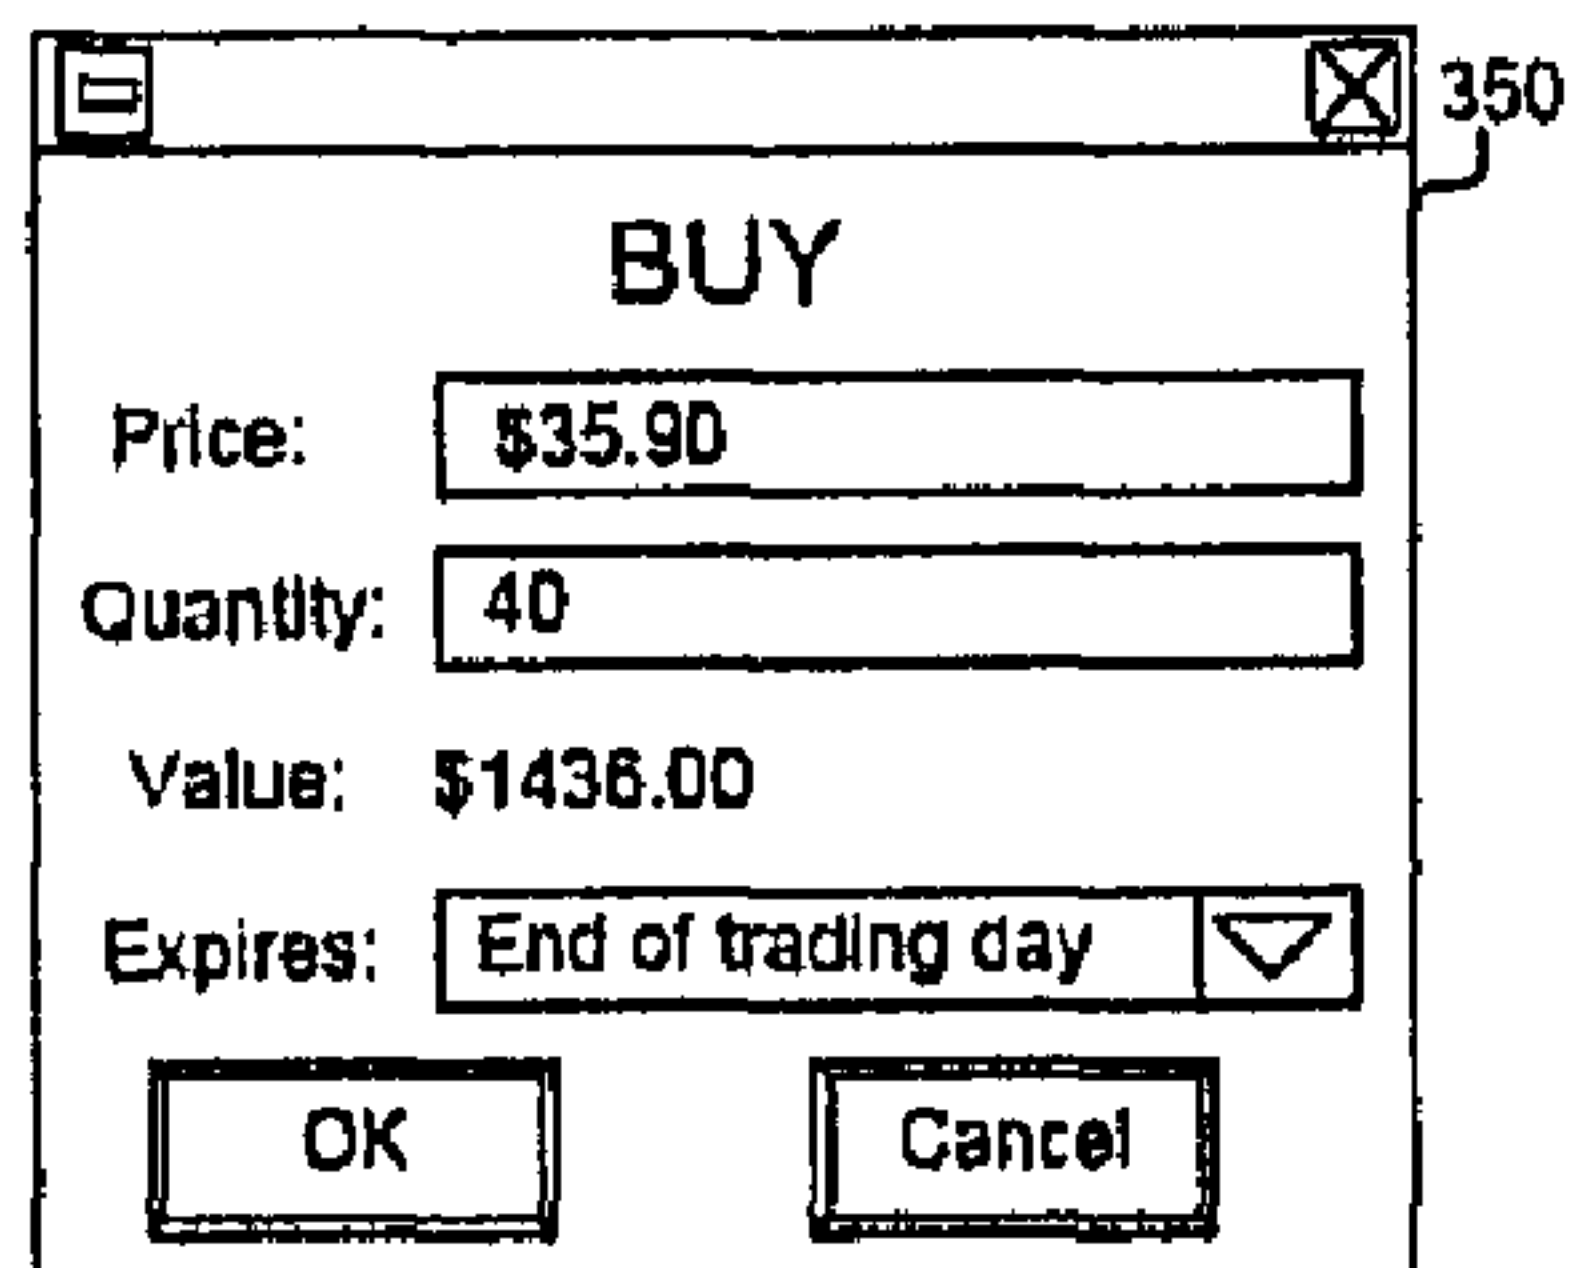 350
BUY
Price: $35.90
Quantity: 40
Value: $1436.00
Expires: End of trading day
OK Cancel